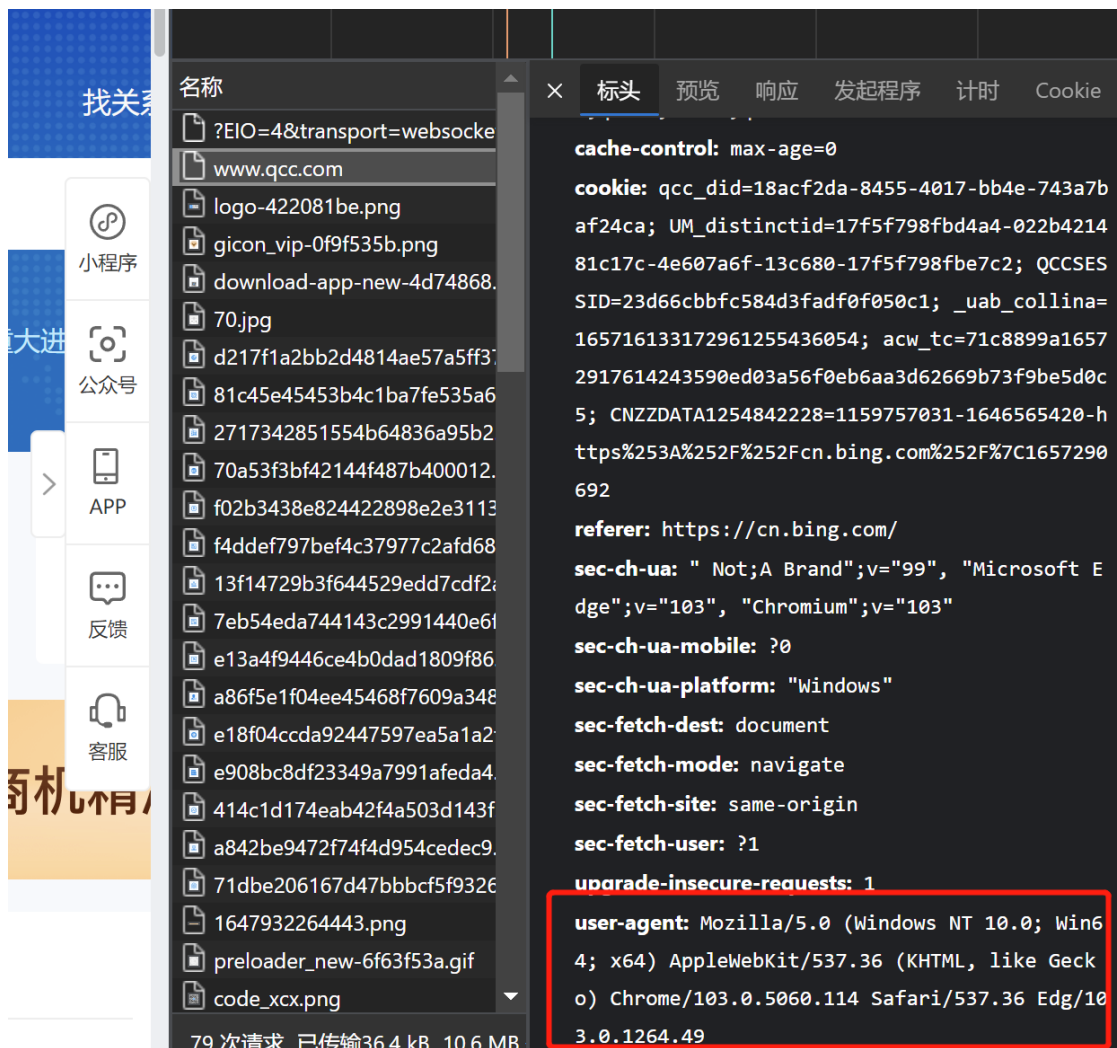 找关系
小程序
重大进
公众号
APP
反馈
客服
商机精
名称
?EIO=4&transport=websocke
www.qcc.com
logo-422081be.png
gicon_vip-0f9f535b.png
download-app-new-4d74868.
70.jpg
d217f1a2bb2d4814ae57a5ff37
81c45e45453b4c1ba7fe535a6
2717342851554b64836a95b2
70a53f3bf42144f487b400012.
f02b3438e824422898e2e3113
f4ddef797bef4c37977c2afd68
13f14729b3f644529edd7cdf2a
7eb54eda744143c2991440e6f
e13a4f9446ce4b0dad1809f86
a86f5e1f04ee45468f7609a348
e18f04ccda92447597ea5a1a2
e908bc8df23349a7991afeda4.
414c1d174eab42f4a503d143f
a842be9472f74f4d954cedec9.
71dbe206167d47bbbcf5f9326
1647932264443.png
preloader_new-6f63f53a.gif
code_xcx.png
79 次请求 已传输36.4 kB 10.6 MB
标头 预览 响应 发起程序 计时 Cookie
cache-control: max-age=0
cookie: qcc_did=18acf2da-8455-4017-bb4e-743a7b
af24ca; UM_distinctid=17f5f798fbd4a4-022b4214
81c17c-4e607a6f-13c680-17f5f798fbe7c2; QCCSES
SID=23d66cbbfc584d3fadf0f050c1; _uab_collina=
165716133172961255436054; acw_tc=71c8899a1657
2917614243590ed03a56f0eb6aa3d62669b73f9be5d0c
5; CNZZDATA1254842228=1159757031-1646565420-h
ttps%253A%252F%252Fcn.bing.com%252F%7C1657290
692
referer: https://cn.bing.com/
sec-ch-ua: " Not;A Brand";v="99", "Microsoft E
dge";v="103", "Chromium";v="103"
sec-ch-ua-mobile: ?0
sec-ch-ua-platform: "Windows"
sec-fetch-dest: document
sec-fetch-mode: navigate
sec-fetch-site: same-origin
sec-fetch-user: ?1
upgrade-insecure-requests: 1
user-agent: Mozilla/5.0 (Windows NT 10.0; Win6
4; x64) AppleWebKit/537.36 (KHTML, like Geck
o) Chrome/103.0.5060.114 Safari/537.36 Edg/10
3.0.1264.49